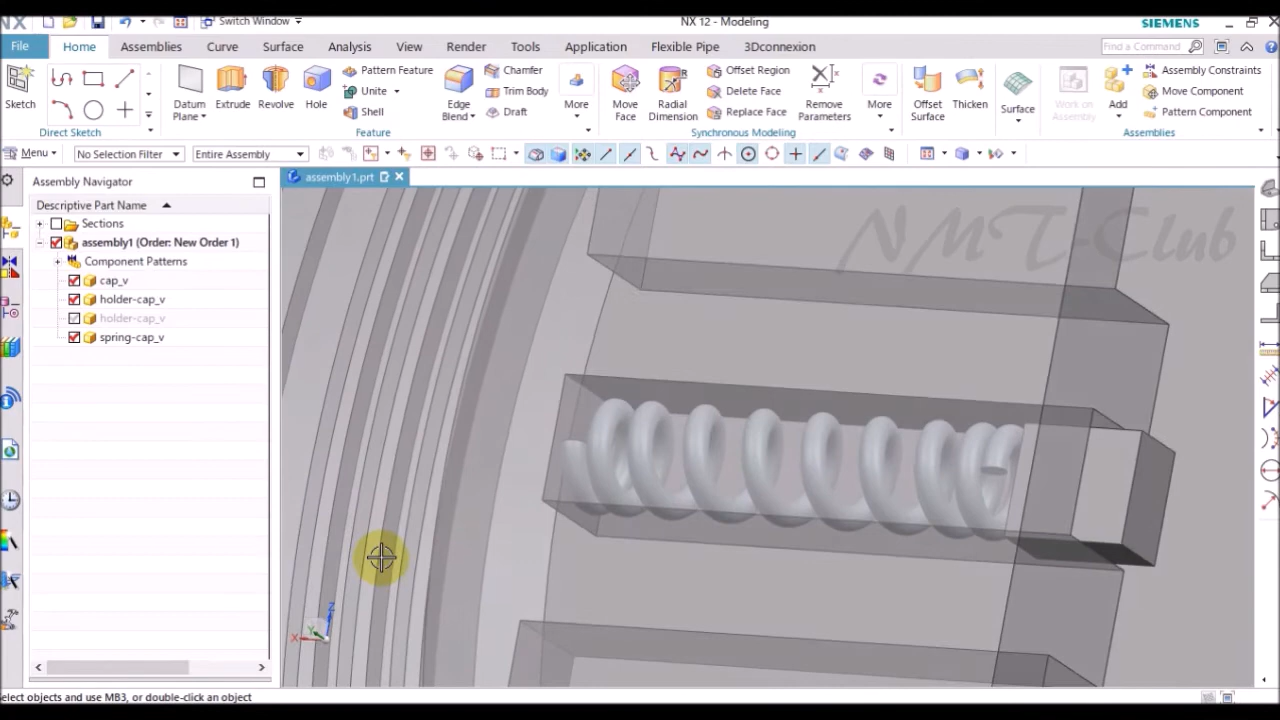 NX
Switch Window
NX 12 - Modeling
SIEMENS
File
Home
Assemblies
Curve
Surface
Analysis
View
Render
Tools
Application
Flexible Pipe
3Dconnexion
Find a Command
Sketch
Direct Sketch
Datum Plane
Extrude
Revolve
Hole
Pattern Feature
Unite
Shell
Edge Blend
Chamfer
Trim Body
Draft
More
Feature
Move Face
Radial Dimension
Offset Region
Delete Face
Replace Face
Remove Parameters
More
Synchronous Modeling
Offset Surface
Thicken
Surface
Work on Assembly
Add
Assembly Constraints
Move Component
Pattern Component
Assemblies
Menu
No Selection Filter
Entire Assembly
Assembly Navigator
assembly1.prt
Descriptive Part Name
Sections
assembly1 (Order: New Order 1)
Component Patterns
cap_v
holder-cap_v
holder-cap_v
spring-cap_v
NMT-Club
Z
Y
X
elect objects and use MB3, or double-click an object